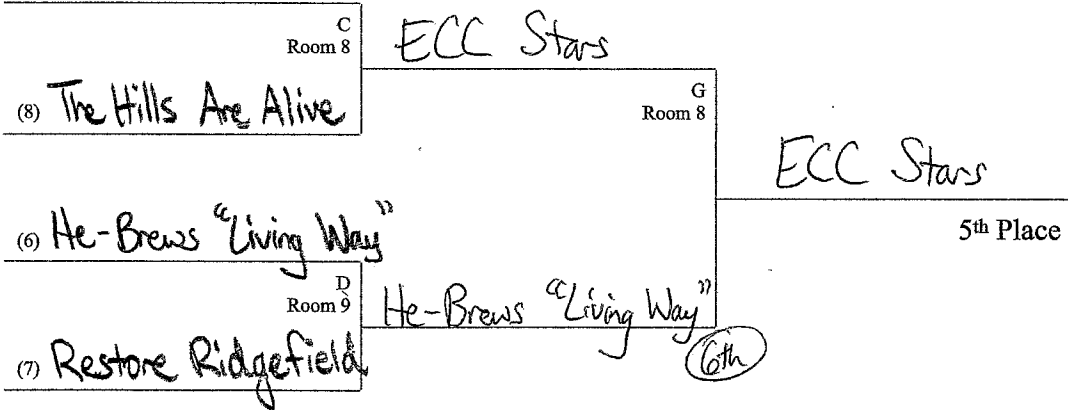 C
Room 8
ECC Stars
(8) The Hills Are Alive
G
Room 8
ECC Stars
5th Place
(6) He-Brews "Living Way"
D
Room 9
He-Brews "Living Way"
6th
(7) Restore Ridgefield